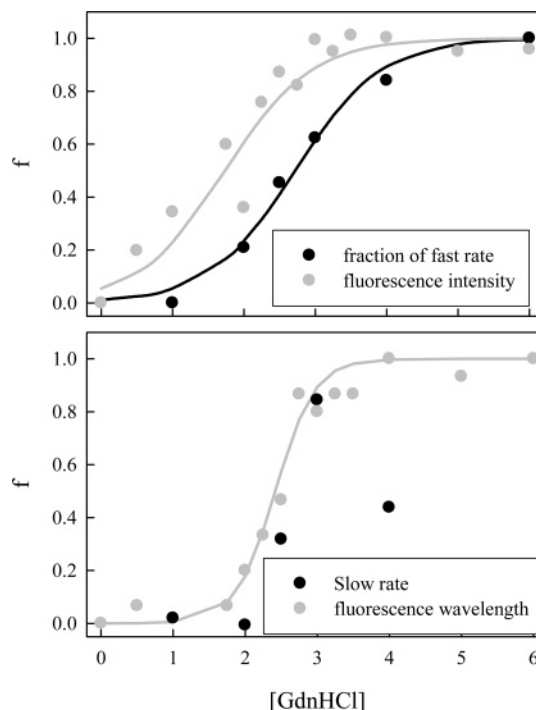 1.0
0.8
0.6
0.4
0.2
0.0
f
fraction of fast rate
fluorescence intensity
1.0
0.8
0.6
0.4
0.2
0.0
f
Slow rate
fluorescence wavelength
0 1 2 3 4 5 6
[GdnHCl]